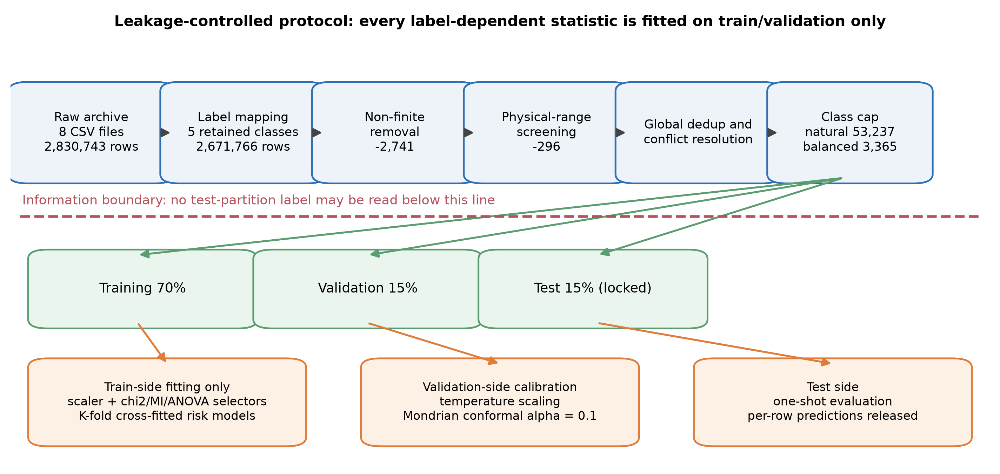 Leakage-controlled protocol: every label-dependent statistic is fitted on train/validation only
Raw archive
8 CSV files
2,830,743 rows
Label mapping
5 retained classes
2,671,766 rows
Non-finite
removal
-2,741
Physical-range
screening
-296
Global dedup and
conflict resolution
Class cap
natural 53,237
balanced 3,365
Information boundary: no test-partition label may be read below this line
Training 70%
Validation 15%
Test 15% (locked)
Train-side fitting only
scaler + chi2/MI/ANOVA selectors
K-fold cross-fitted risk models
Validation-side calibration
temperature scaling
Mondrian conformal alpha = 0.1
Test side
one-shot evaluation
per-row predictions released